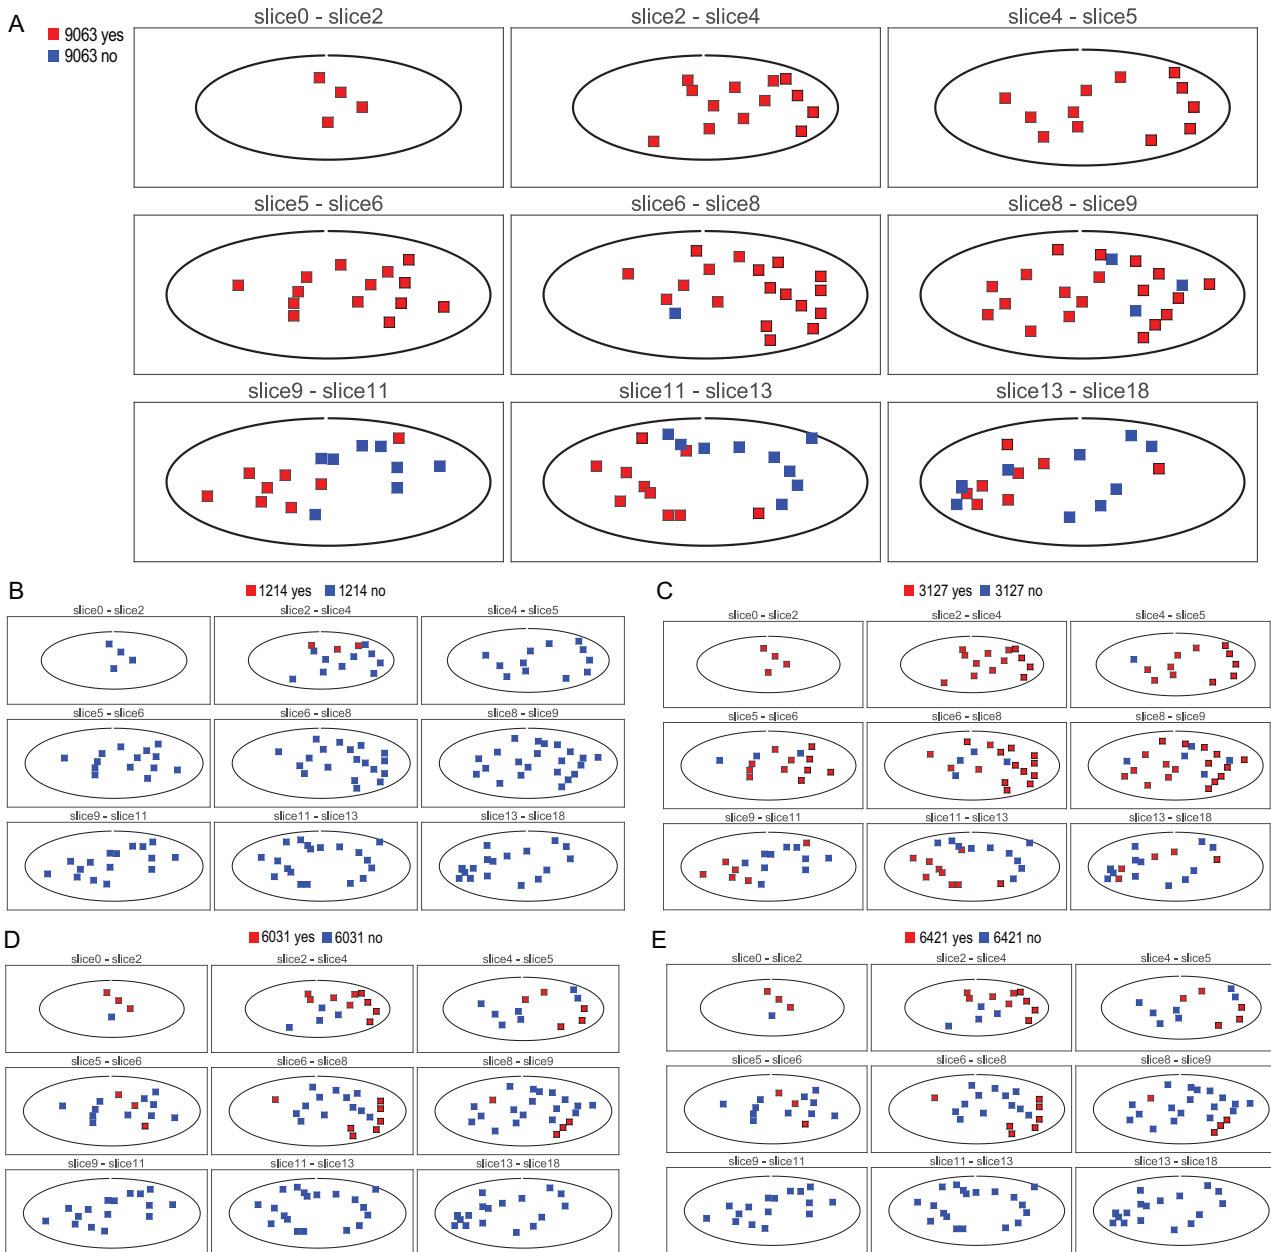 A
9063 yes
9063 no
slice0 - slice2
slice2 - slice4
slice4 - slice5
slice5 - slice6
slice6 - slice8
slice8 - slice9
slice9 - slice11
slice11 - slice13
slice13 - slice18
B
1214 yes 1214 no
slice0 - slice2
slice2 - slice4
slice4 - slice5
slice5 - slice6
slice6 - slice8
slice8 - slice9
slice9 - slice11
slice11 - slice13
slice13 - slice18
C
3127 yes 3127 no
slice0 - slice2
slice2 - slice4
slice4 - slice5
slice5 - slice6
slice6 - slice8
slice8 - slice9
slice9 - slice11
slice11 - slice13
slice13 - slice18
D
6031 yes 6031 no
slice0 - slice2
slice2 - slice4
slice4 - slice5
slice5 - slice6
slice6 - slice8
slice8 - slice9
slice9 - slice11
slice11 - slice13
slice13 - slice18
E
6421 yes 6421 no
slice0 - slice2
slice2 - slice4
slice4 - slice5
slice5 - slice6
slice6 - slice8
slice8 - slice9
slice9 - slice11
slice11 - slice13
slice13 - slice18